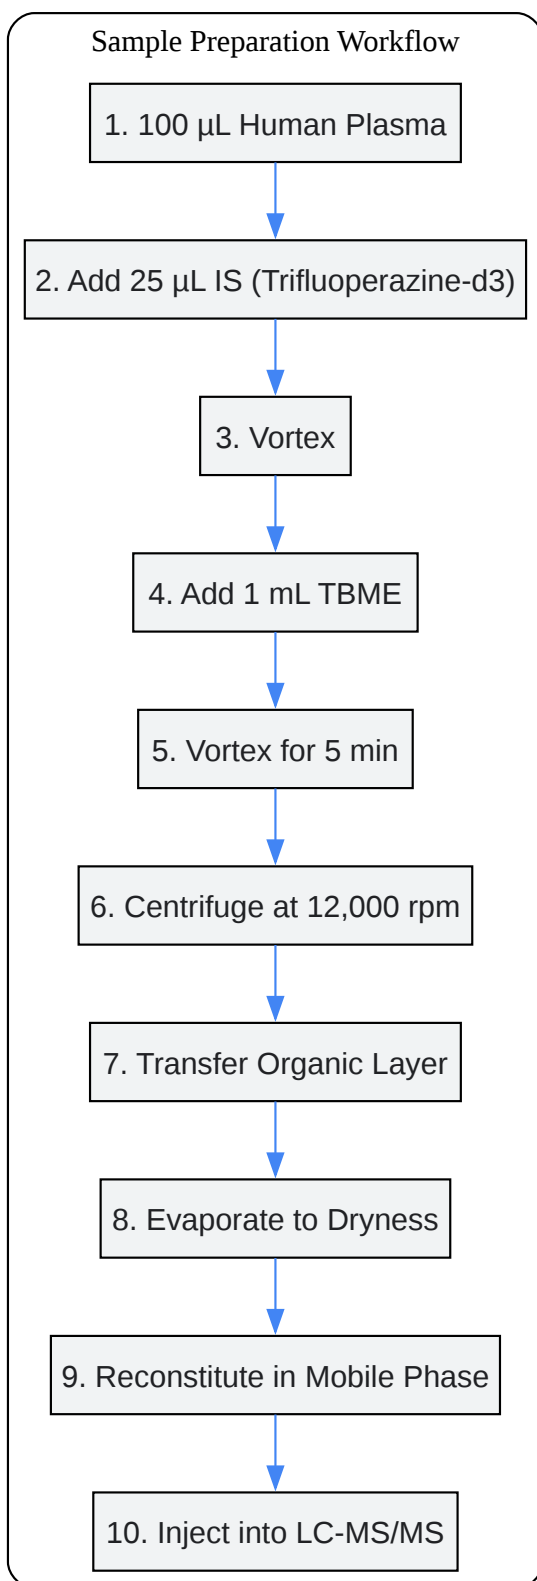 Sample Preparation Workflow
1. 100 µL Human Plasma
2. Add 25 µL IS (Trifluoperazine-d3)
3. Vortex
4. Add 1 mL TBME
5. Vortex for 5 min
6. Centrifuge at 12,000 rpm
7. Transfer Organic Layer
8. Evaporate to Dryness
9. Reconstitute in Mobile Phase
10. Inject into LC-MS/MS